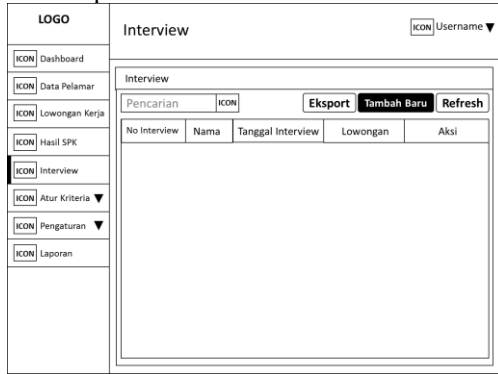 LOGO
Interview
ICON Username ▼
ICON Dashboard
ICON Data Pelamar
ICON Lowongan Kerja
ICON Hasil SPK
ICON Interview
ICON Atur Kriteria ▼
ICON Pengaturan ▼
ICON Laporan
Interview
Pencarian ICON Eksport Tambah Baru Refresh
No Interview Nama Tanggal Interview Lowongan Aksi